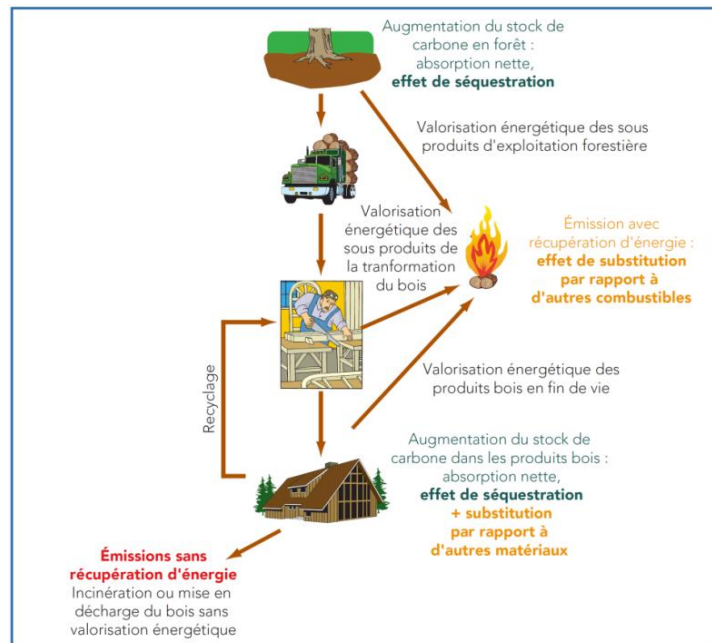 Augmentation du stock de
carbone en forêt :
absorption nette,
effet de séquestration
Valorisation énergétique des sous
produits d'exploitation forestière
Valorisation
énergétique des
sous produits de
la tranformation
du bois
Émission avec
récupération d'énergie :
effet de substitution
par rapport à
d'autres combustibles
Recyclage
Valorisation énergétique des
produits bois en fin de vie
Augmentation du stock de
carbone dans les produits bois :
absorption nette,
effet de séquestration
+ substitution
par rapport à
d'autres matériaux
Émissions sans
récupération d'énergie
Incinération ou mise en
décharge du bois sans
valorisation énergétique